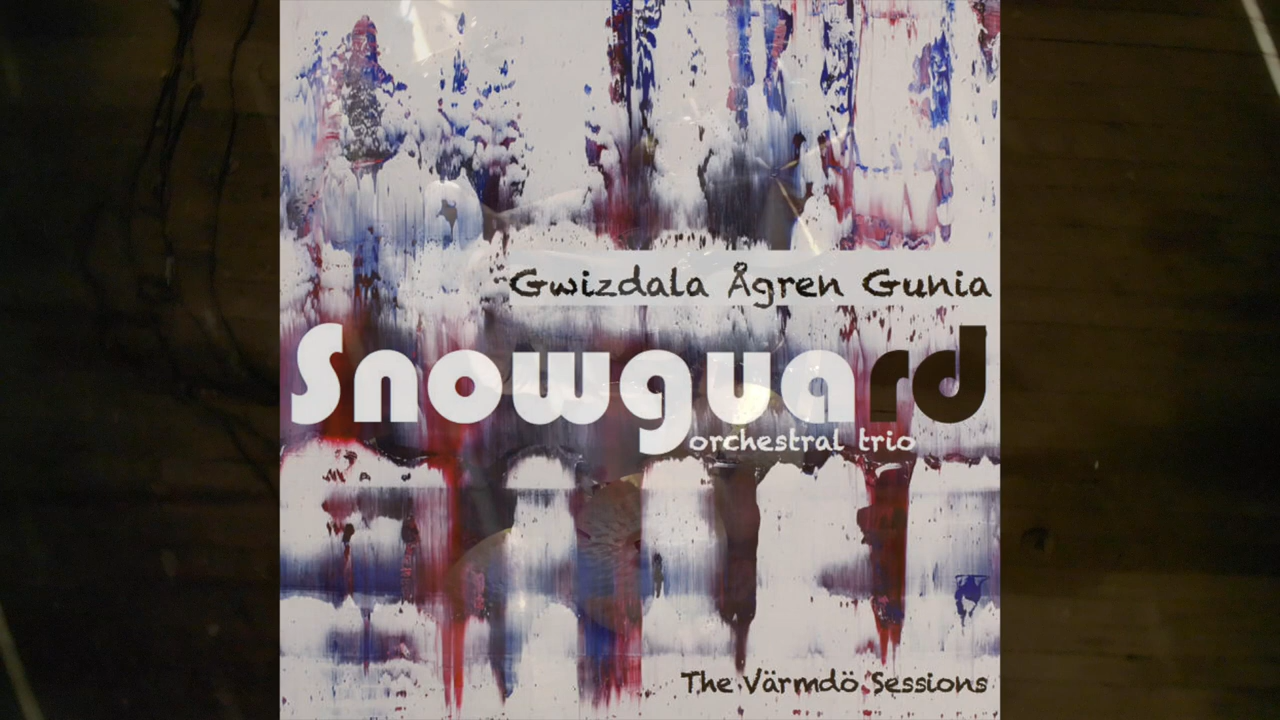 Gwizdala Ågren Gunia
Snowguard
orchestral trio
The Värmdö Sessions